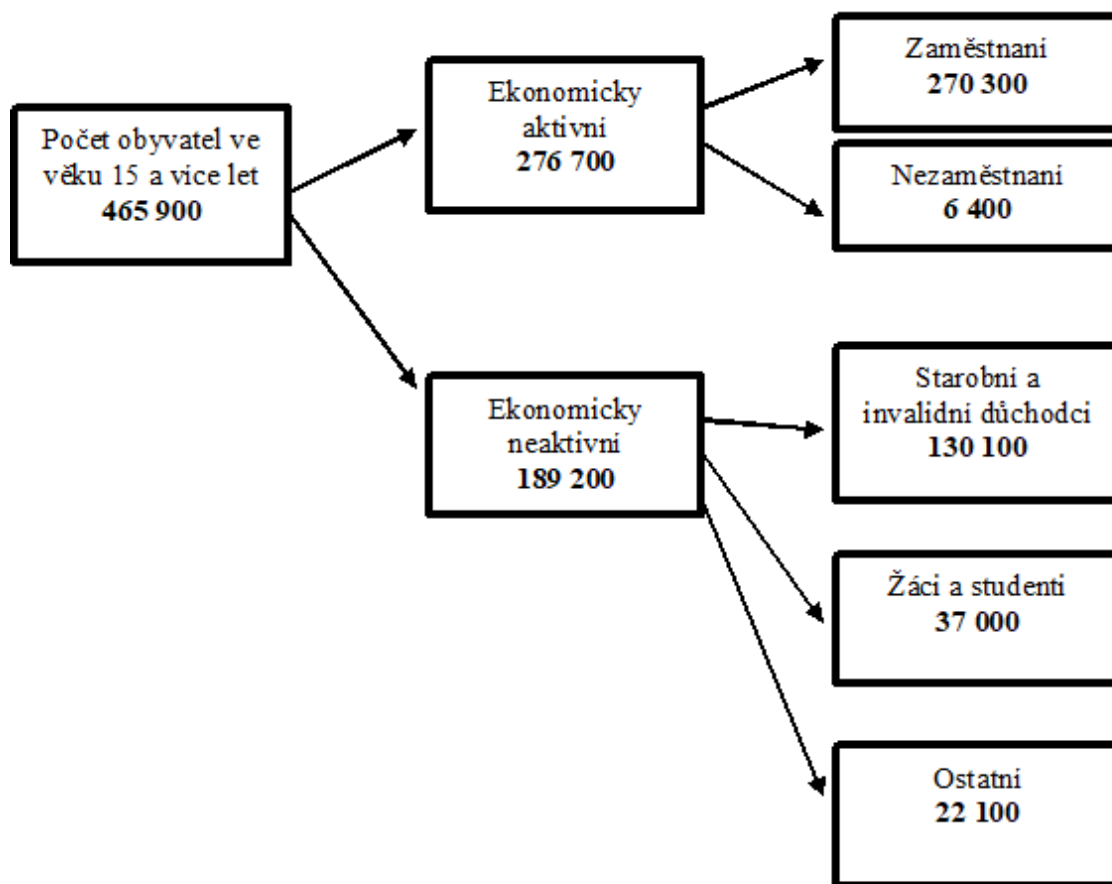 Počet obyvatel ve
věku 15 a více let
465 900
Ekonomicky
aktivní
276 700
Zaměstnaní
270 300
Nezaměstnaní
6 400
Ekonomicky
neaktivní
189 200
Starobní a
invalidní důchodci
130 100
Žáci a studenti
37 000
Ostatní
22 100